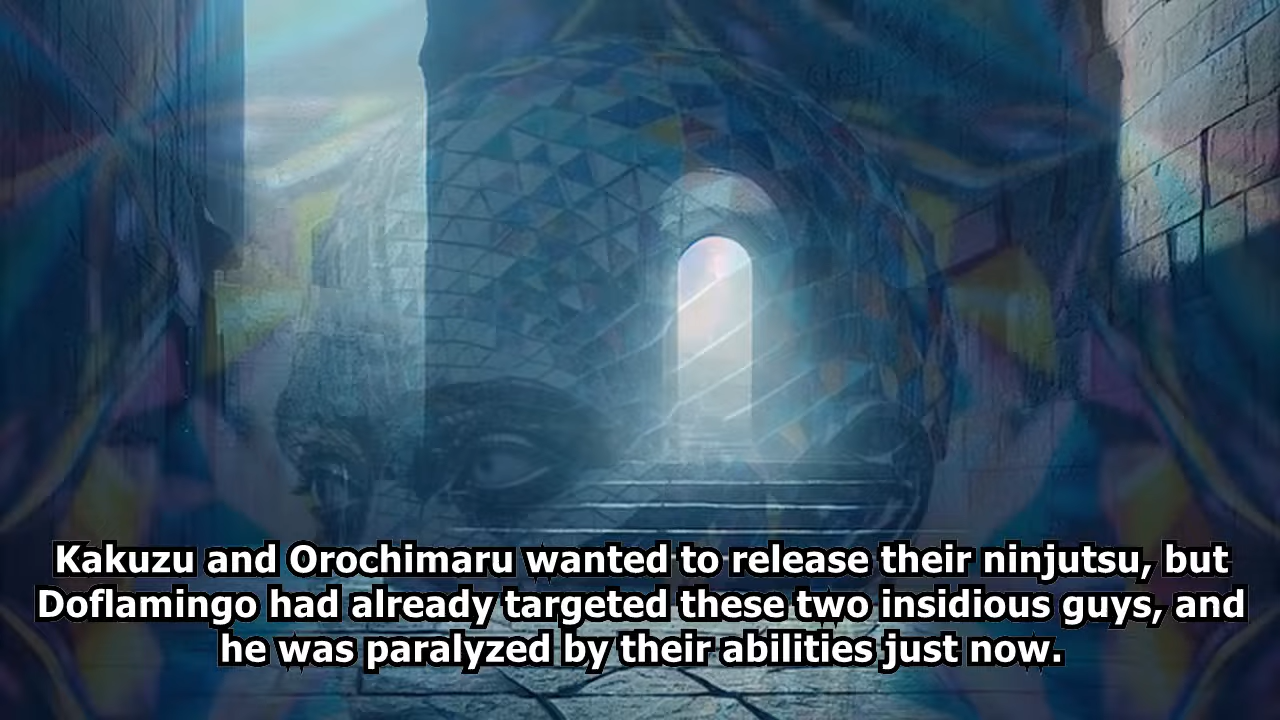 Kakuzu and Orochimaru wanted to release their ninjutsu, but
Doflamingo had already targeted these two insidious guys, and
he was paralyzed by their abilities just now.